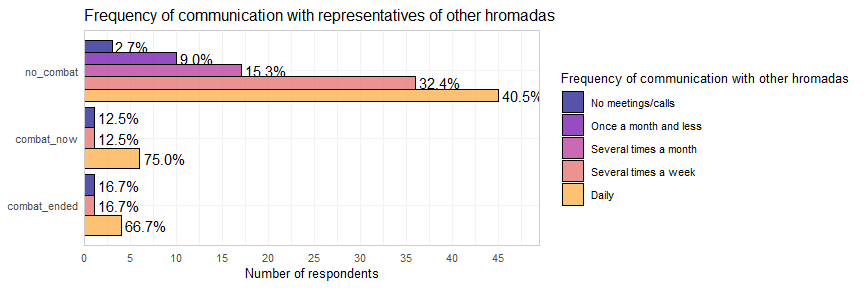 Frequency of communication with representatives of other hromadas
no_combat
2.7%
9.0%
15.3%
32.4%
40.5%
combat_now
12.5%
12.5%
75.0%
combat_ended
16.7%
16.7%
66.7%
0 5 10 15 20 25 30 35 40 45
Number of respondents
Frequency of communication with other hromadas
No meetings/calls
Once a month and less
Several times a month
Several times a week
Daily